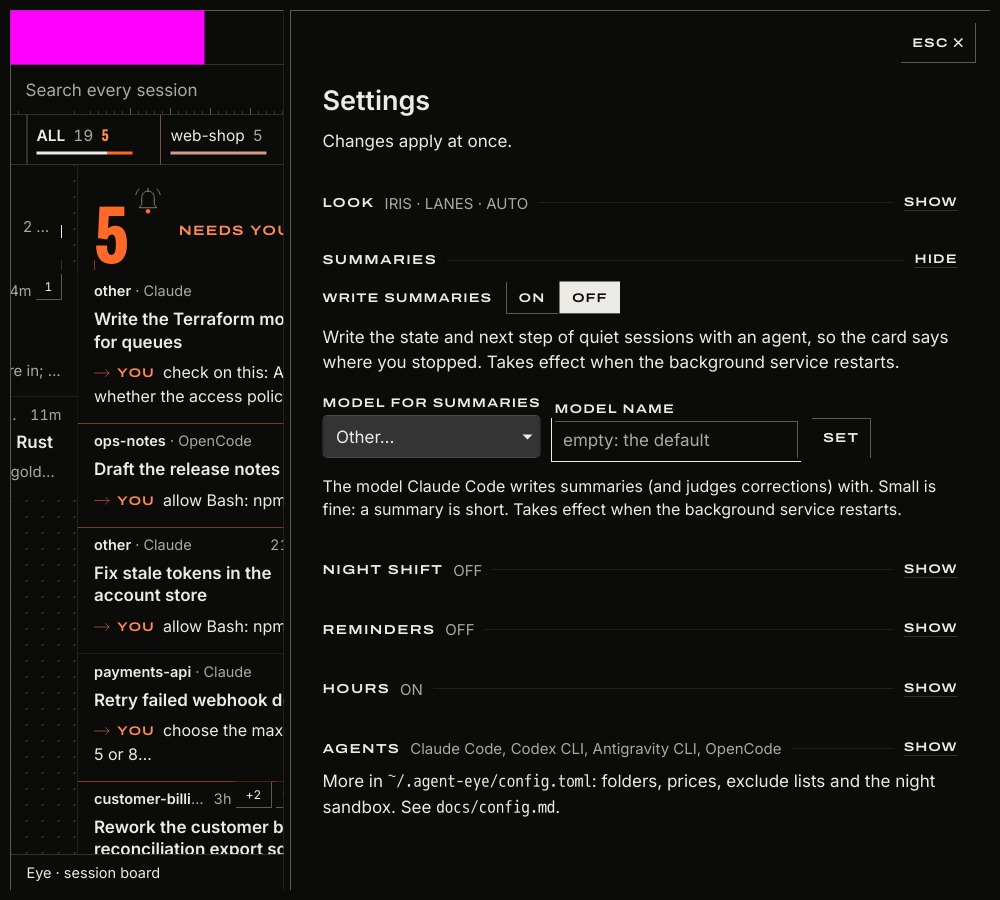 Search every session
ALL 19 5
web-shop 5
2 ...
4m 1
re in; ...
. 11m
Rust
gold...
5
NEEDS YOU
other · Claude
Write the Terraform mo
for queues
→ YOU check on this: A
whether the access polic
ops-notes · OpenCode
Draft the release notes
→ YOU allow Bash: npm
other · Claude 21
Fix stale tokens in the
account store
→ YOU allow Bash: npm
payments-api · Claude
Retry failed webhook d
→ YOU choose the max
5 or 8...
customer-billi... 3h +2
Rework the customer b
reconciliation export sc
Eye · session board
ESC ×
Settings
Changes apply at once.
LOOK IRIS · LANES · AUTO SHOW
SUMMARIES HIDE
WRITE SUMMARIES ON OFF
Write the state and next step of quiet sessions with an agent, so the card says
where you stopped. Takes effect when the background service restarts.
MODEL FOR SUMMARIES MODEL NAME
Other... empty: the default SET
The model Claude Code writes summaries (and judges corrections) with. Small is
fine: a summary is short. Takes effect when the background service restarts.
NIGHT SHIFT OFF SHOW
REMINDERS OFF SHOW
HOURS ON SHOW
AGENTS Claude Code, Codex CLI, Antigravity CLI, OpenCode SHOW
More in ~/.agent-eye/config.toml: folders, prices, exclude lists and the night
sandbox. See docs/config.md.